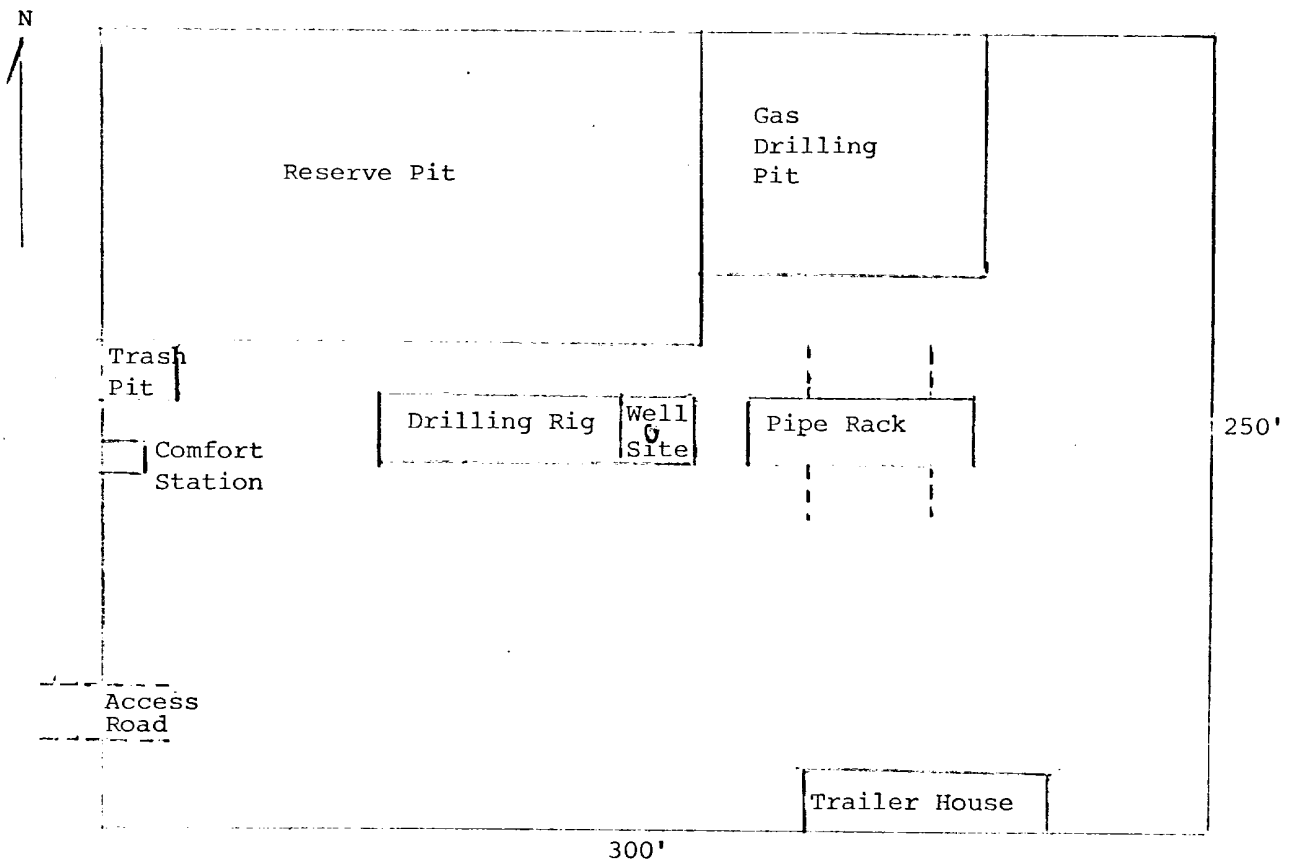 N
Gas
Drilling
Pit
Reserve Pit
Trash
Pit
Drilling Rig
Well
Site
Pipe Rack
250'
Comfort
Station
Access
Road
Trailer House
300'